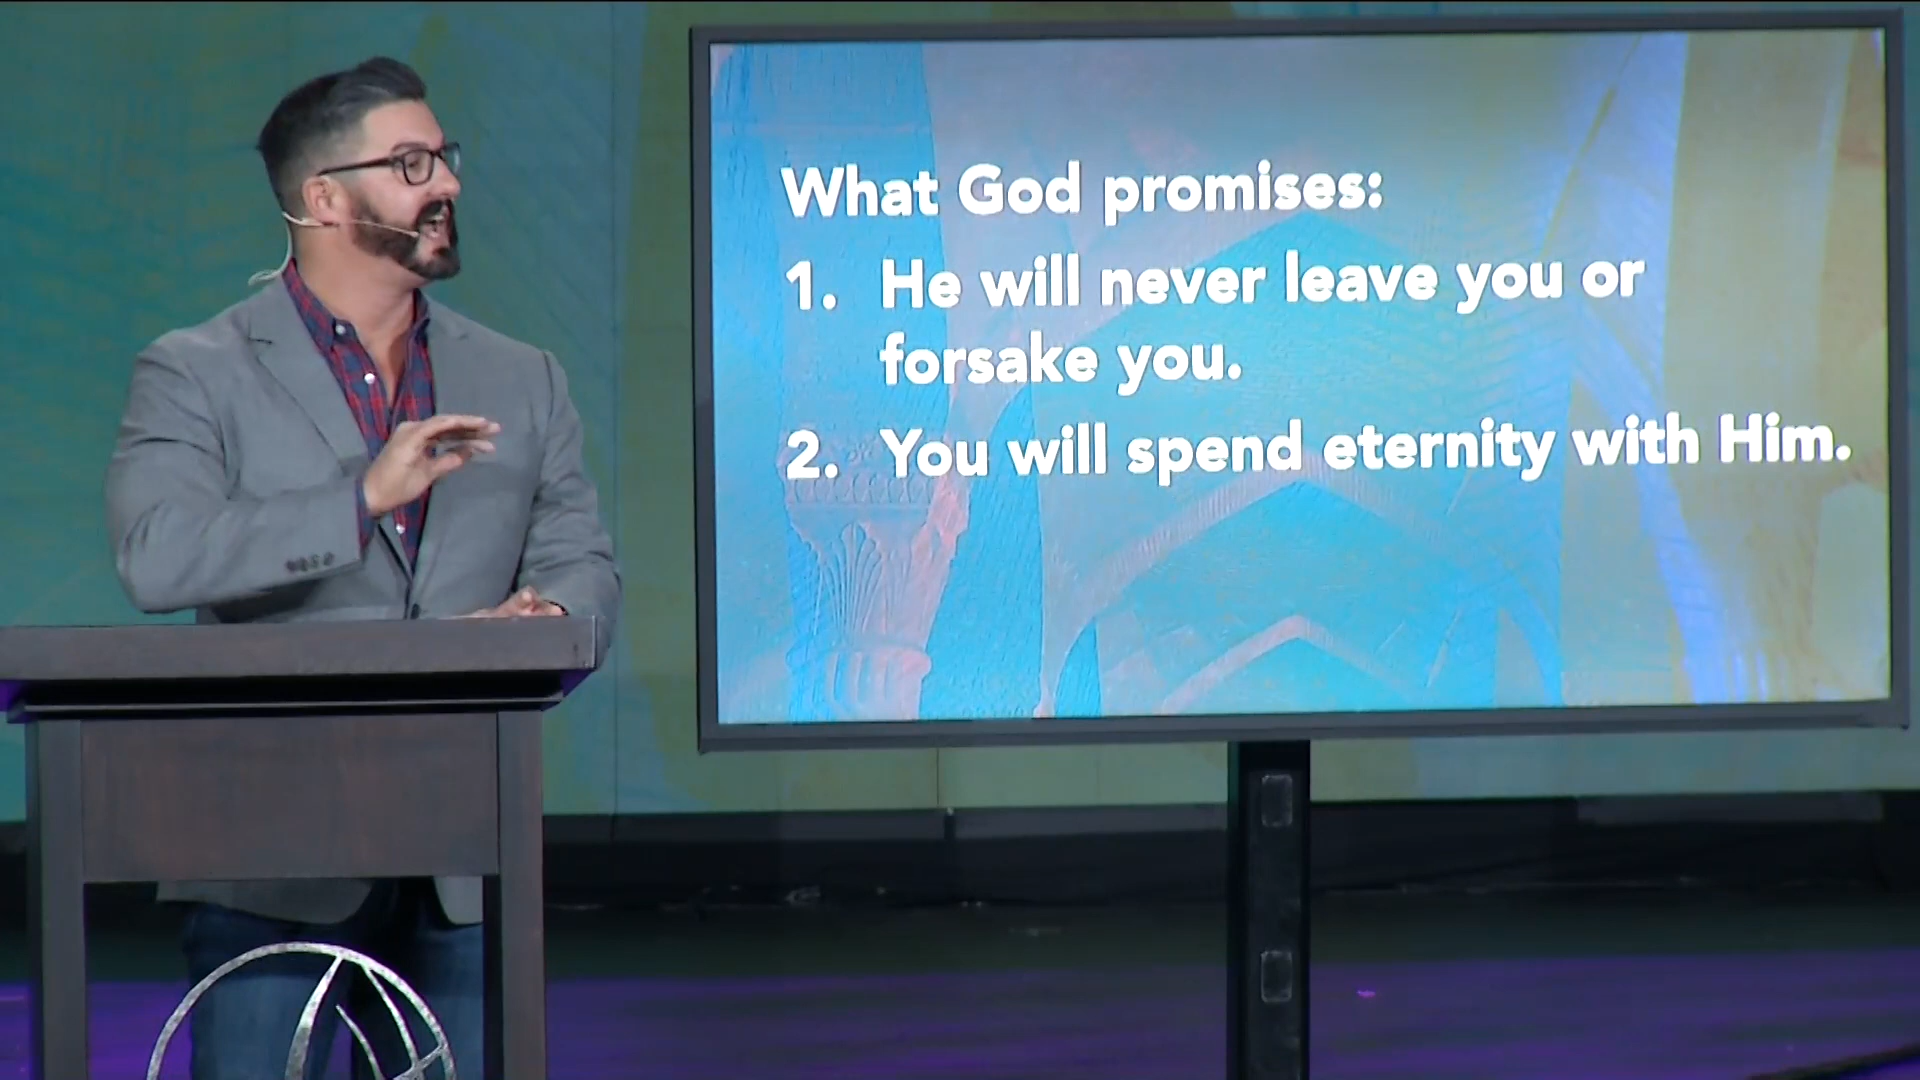 What God promises:
1. He will never leave you or
forsake you.
2. You will spend eternity with Him.